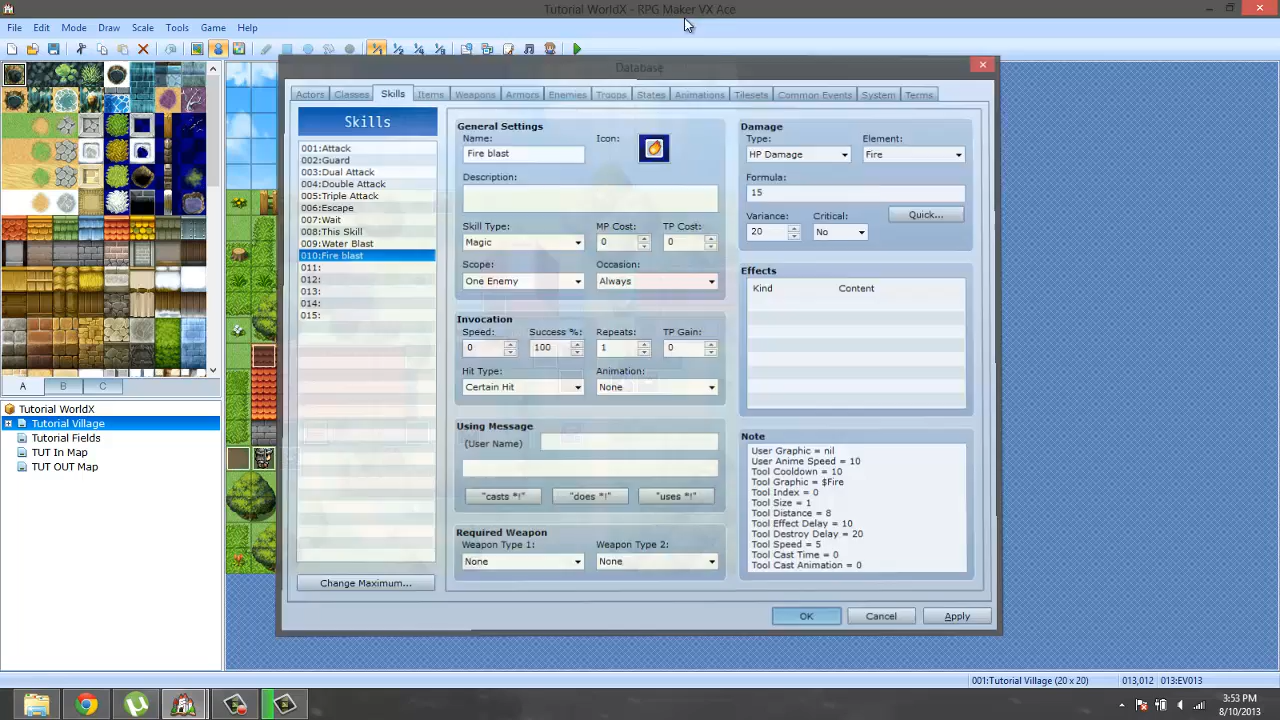 Tutorial WorldX - RPG Maker VX Ace
File Edit Mode Draw Scale Tools Game Help
Database
Actors Classes Skills Items Weapons Armors Enemies Troops States Animations Tilesets Common Events System Terms
Skills
001:Attack
002:Guard
003:Dual Attack
004:Double Attack
005:Triple Attack
006:Escape
007:Wait
008:This Skill
009:Water Blast
010:Fire blast
011:
012:
013:
014:
015:
Change Maximum...
General Settings
Name: Icon:
Fire blast
Description:
Skill Type: MP Cost: TP Cost:
Magic 0 0
Scope: Occasion:
One Enemy Always
Invocation
Speed: Success %: Repeats: TP Gain:
0 100 1 0
Hit Type: Animation:
Certain Hit None
Using Message
(User Name)
"casts *!" "does *!" "uses *!"
Required Weapon
Weapon Type 1: Weapon Type 2:
None None
Damage
Type: Element:
HP Damage Fire
Formula:
15
Variance: Critical: Quick...
20 No
Effects
Kind Content
Note
User Graphic = nil
User Anime Speed = 10
Tool Cooldown = 10
Tool Graphic = $Fire
Tool Index = 0
Tool Size = 1
Tool Distance = 8
Tool Effect Delay = 10
Tool Destroy Delay = 20
Tool Speed = 5
Tool Cast Time = 0
Tool Cast Animation = 0
OK Cancel Apply
A B C
Tutorial WorldX
Tutorial Village
Tutorial Fields
TUT In Map
TUT OUT Map
001:Tutorial Village (20 x 20) 013,012 013:EV013
3:53 PM
8/10/2013